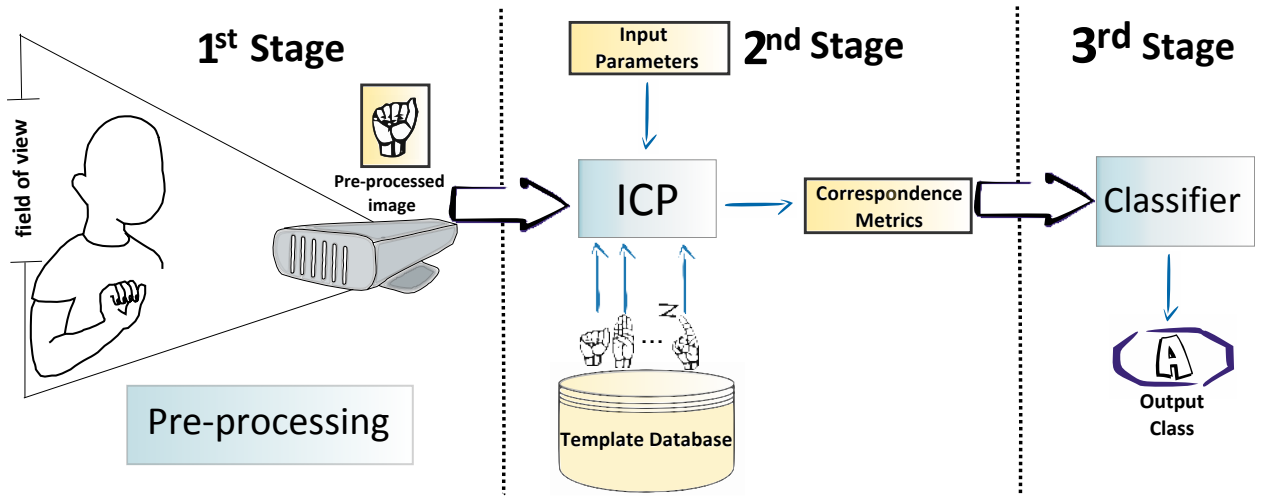 1st Stage
field of view
Pre-processed
image
Pre-processing
Input
Parameters
2nd Stage
ICP
Correspondence
Metrics
Z
...
Template Database
3rd Stage
Classifier
A
Output
Class